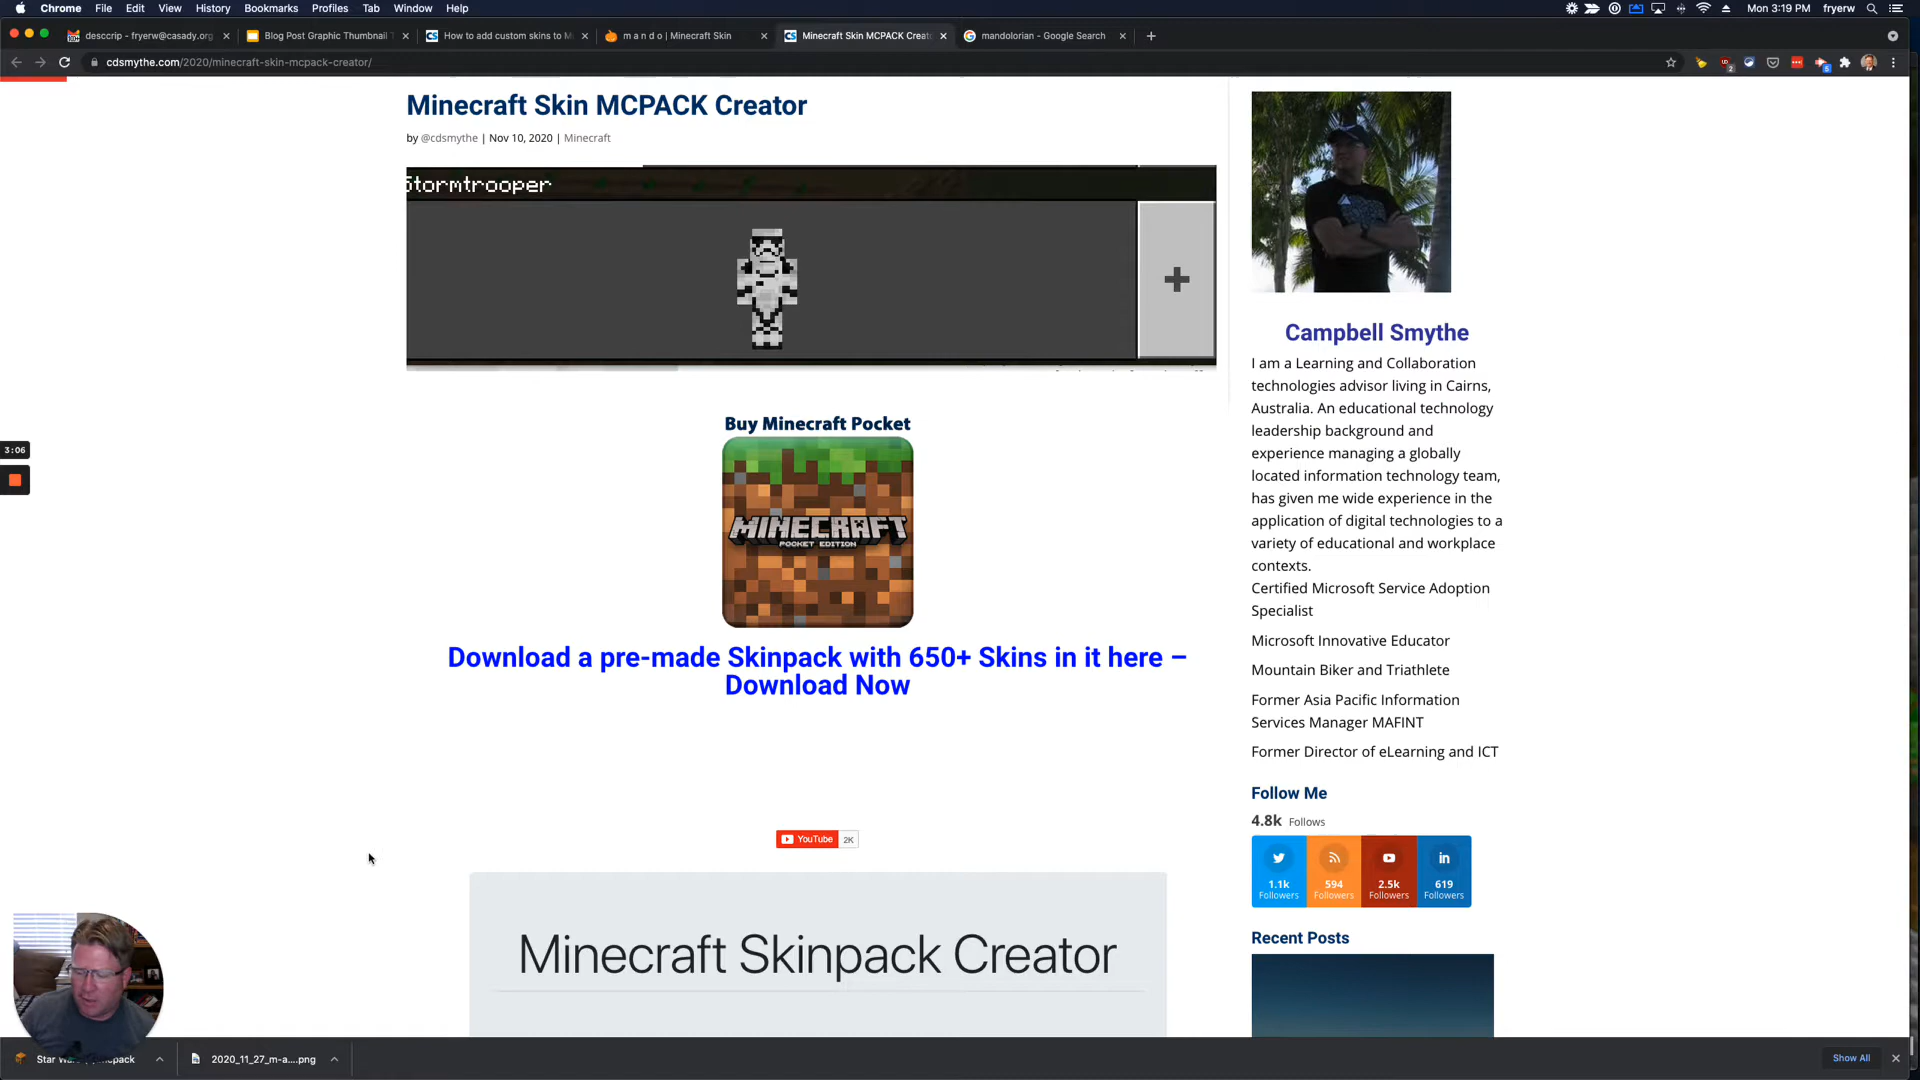 Chrome File Edit View History Bookmarks Profiles Tab Window Help
Mon 3:19 PM fryerw
desccrip - fryerw@casady.org
Blog Post Graphic Thumbnail T
How to add custom skins to M
m a n d o | Minecraft Skin
Minecraft Skin MCPACK Creato
mandolorian - Google Search
cdsmythe.com/2020/minecraft-skin-mcpack-creator/
Minecraft Skin MCPACK Creator
by @cdsmythe | Nov 10, 2020 | Minecraft
Stormtrooper
+
Buy Minecraft Pocket
MINECRAFT
POCKET EDITION
Download a pre-made Skinpack with 650+ Skins in it here –
Download Now
YouTube 2K
Minecraft Skinpack Creator
Campbell Smythe
I am a Learning and Collaboration
technologies advisor living in Cairns,
Australia. An educational technology
leadership background and
experience managing a globally
located information technology team,
has given me wide experience in the
application of digital technologies to a
variety of educational and workplace
contexts.
Certified Microsoft Service Adoption
Specialist
Microsoft Innovative Educator
Mountain Biker and Triathlete
Former Asia Pacific Information
Services Manager MAFINT
Former Director of eLearning and ICT
Follow Me
4.8k Follows
1.1k 594 2.5k 619
Followers Followers Followers Followers
Recent Posts
3:06
Star Wa
mcpack
2020_11_27_m-a....png
Show All